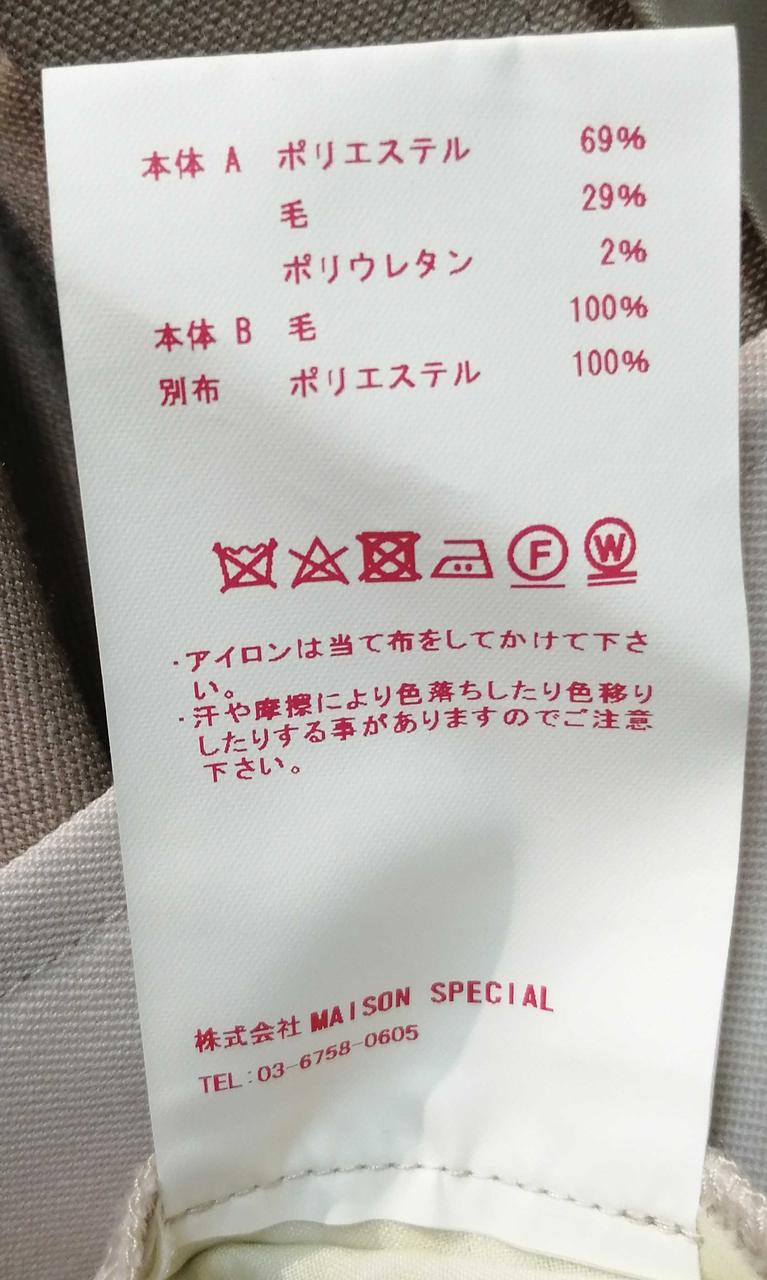 本体 A ポリエステル 69%
毛 29%
ポリウレタン 2%
本体 B 毛 100%
別布 ポリエステル 100%
F W
・アイロンは当て布をしてかけて下さ
い。
・汗や摩擦により色落ちしたり色移り
したりする事がありますのでご注意
下さい。
株式会社 MAISON SPECIAL
TEL:03-6758-0605